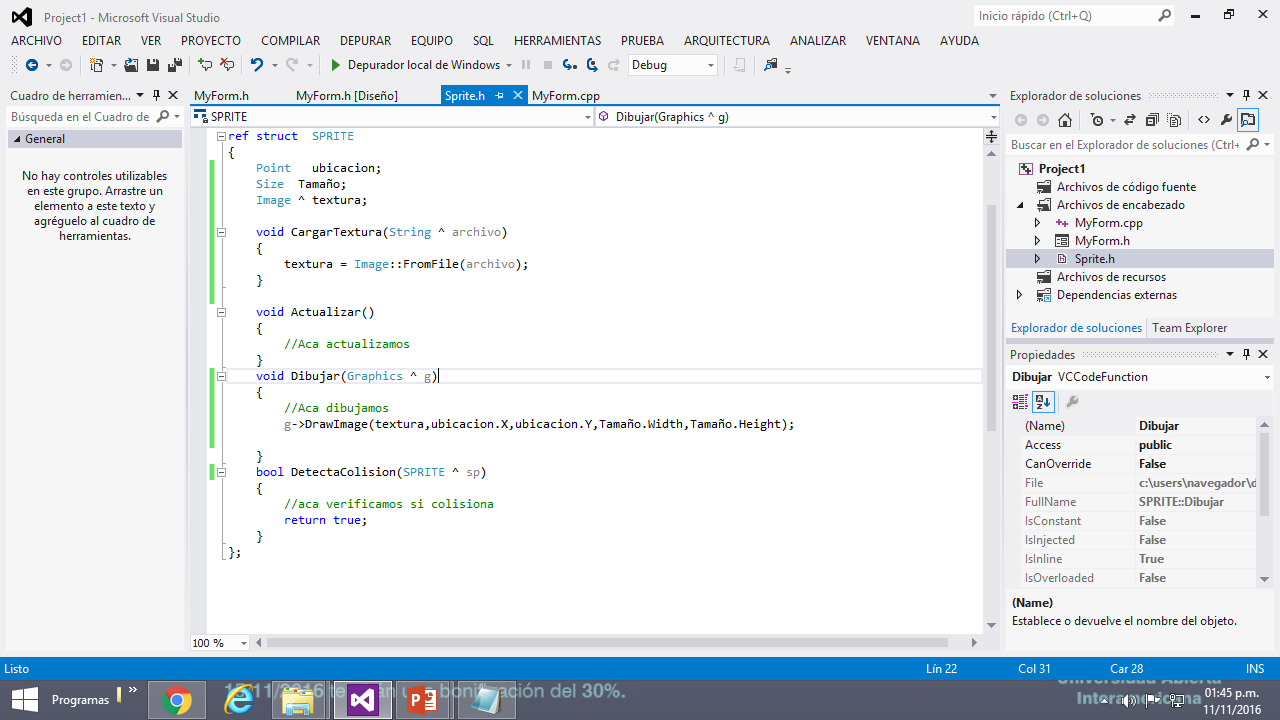 Project1 - Microsoft Visual Studio
Inicio rápido (Ctrl+Q)
ARCHIVO EDITAR VER PROYECTO COMPILAR DEPURAR EQUIPO SQL HERRAMIENTAS PRUEBA ARQUITECTURA ANALIZAR VENTANA AYUDA
Depurador local de Windows
Debug
Cuadro de herramien...
Búsqueda en el Cuadro de
General
No hay controles utilizables
en este grupo. Arrastre un
elemento a este texto y
agréguelo al cuadro de
herramientas.
MyForm.h MyForm.h [Diseño] Sprite.h MyForm.cpp
SPRITE
Dibujar(Graphics ^ g)
ref struct  SPRITE
{
Point   ubicacion;
Size  Tamaño;
Image ^ textura;
void CargarTextura(String ^ archivo)
{
textura = Image::FromFile(archivo);
}
void Actualizar()
{
//Aca actualizamos
}
void Dibujar(Graphics ^ g)
{
//Aca dibujamos
g->DrawImage(textura,ubicacion.X,ubicacion.Y,Tamaño.Width,Tamaño.Height);
}
bool DetectaColision(SPRITE ^ sp)
{
//aca verificamos si colisiona
return true;
}
};
100 %
Explorador de soluciones
Buscar en el Explorador de soluciones (Ctrl+
Project1
Archivos de código fuente
Archivos de encabezado
MyForm.cpp
MyForm.h
Sprite.h
Archivos de recursos
Dependencias externas
Explorador de soluciones Team Explorer
Propiedades
Dibujar VCCodeFunction
(Name) Dibujar
Access public
CanOverride False
File c:\users\navegador\d
FullName SPRITE::Dibujar
IsConstant False
IsInjected False
IsInline True
IsOverloaded False
(Name)
Establece o devuelve el nombre del objeto.
Listo
Lín 22 Col 31 Car 28 INS
Programas
bonificación del 30%.
Universidad Abierta
Interamericana
01:45 p.m.
11/11/2016